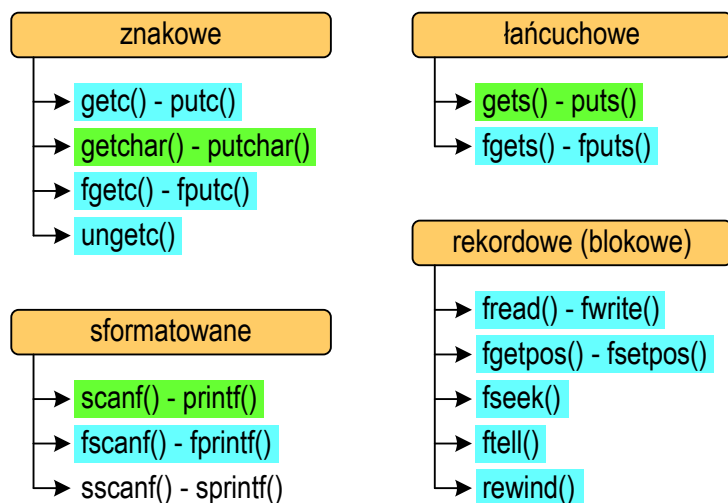 znakowe
getc() - putc()
getchar() - putchar()
fgetc() - fputc()
ungetc()
sformatowane
scanf() - printf()
fscanf() - fprintf()
sscanf() - sprintf()
łańcuchowe
gets() - puts()
fgets() - fputs()
rekordowe (blokowe)
fread() - fwrite()
fgetpos() - fsetpos()
fseek()
ftell()
rewind()